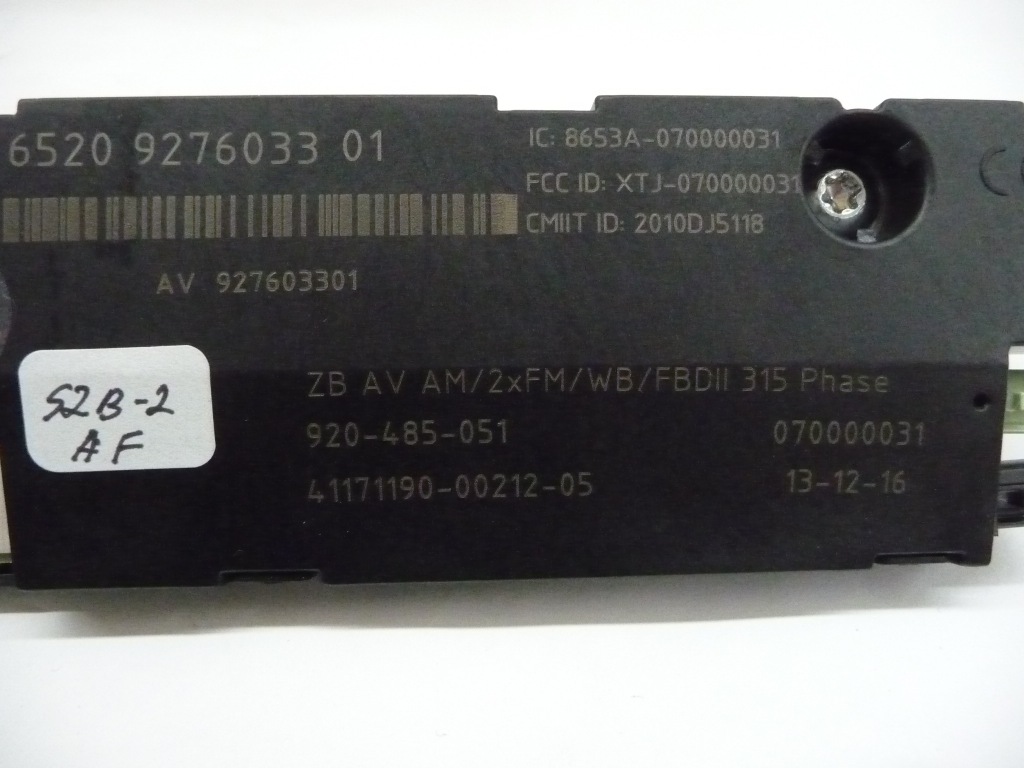 6520 9276033 01
IC: 8653A-070000031
FCC ID: XTJ-070000031
CMIIT ID: 2010DJ5118
AV 927603301
S2B-2
AF
ZB AV AM/2xFM/WB/FBDII 315 Phase
920-485-051
070000031
41171190-00212-05
13-12-16